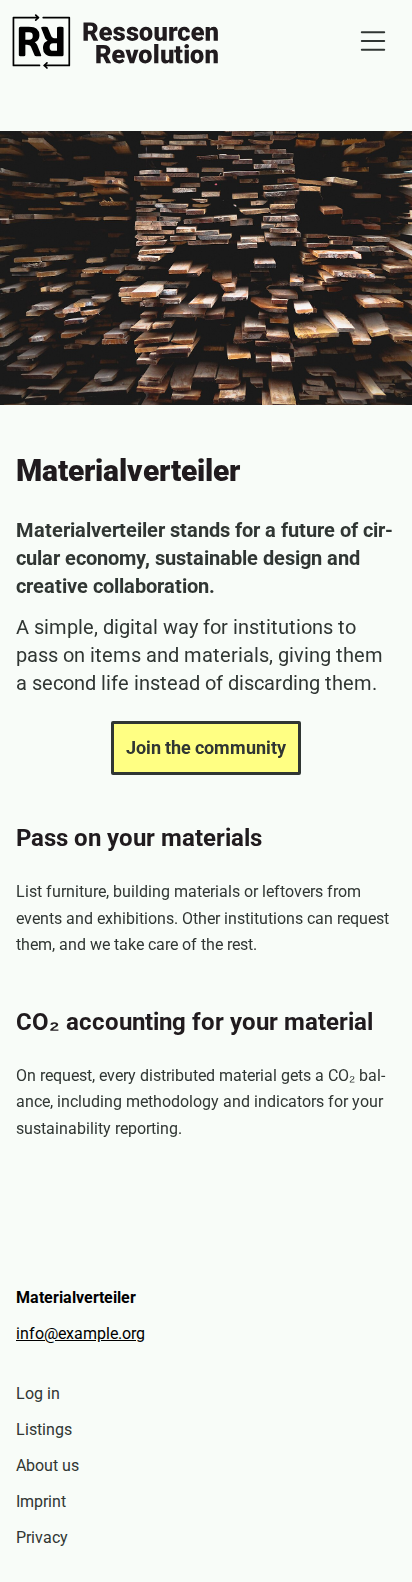 RR Ressourcen
Revolution
Materialverteiler
Materialverteiler stands for a future of cir-
cular economy, sustainable design and
creative collaboration.
A simple, digital way for institutions to
pass on items and materials, giving them
a second life instead of discarding them.
Join the community
Pass on your materials
List furniture, building materials or leftovers from
events and exhibitions. Other institutions can request
them, and we take care of the rest.
CO₂ accounting for your material
On request, every distributed material gets a CO₂ bal-
ance, including methodology and indicators for your
sustainability reporting.
Materialverteiler
info@example.org
Log in
Listings
About us
Imprint
Privacy